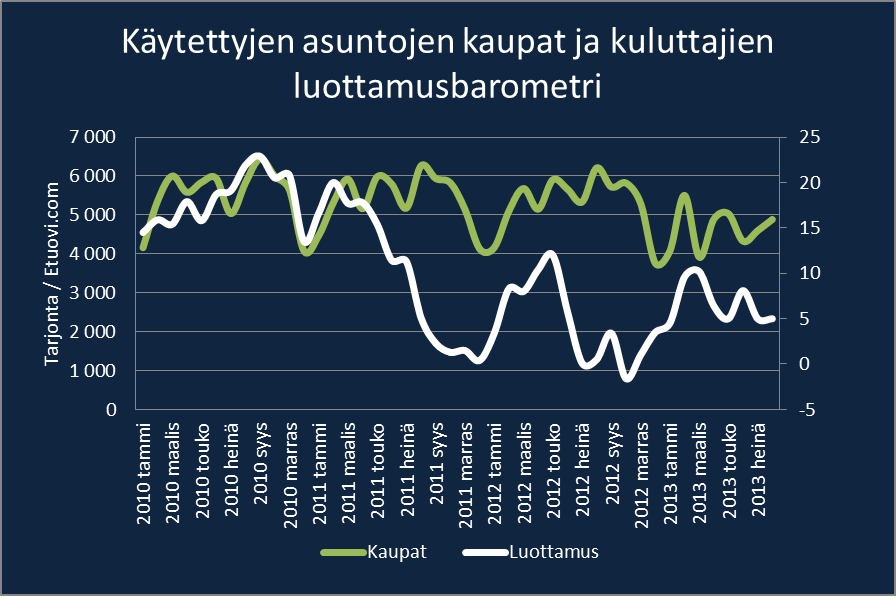 Käytettyjen asuntojen kaupat ja kuluttajien
luottamusbarometri
Tarjonta / Etuovi.com
7 000
6 000
5 000
4 000
3 000
2 000
1 000
0
25
20
15
10
5
0
-5
2010 tammi
2010 maalis
2010 touko
2010 heinä
2010 syys
2010 marras
2011 tammi
2011 maalis
2011 touko
2011 heinä
2011 syys
2011 marras
2012 tammi
2012 maalis
2012 touko
2012 heinä
2012 syys
2012 marras
2013 tammi
2013 maalis
2013 touko
2013 heinä
Kaupat
Luottamus